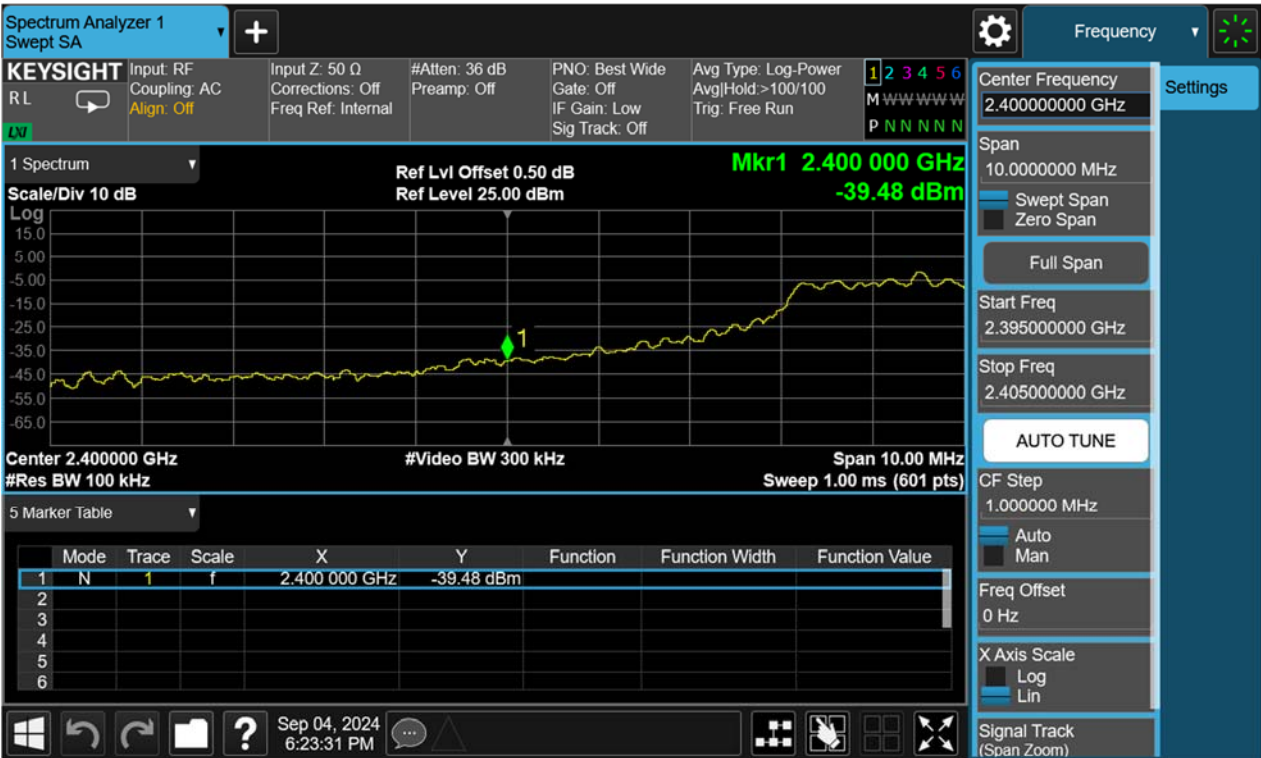 Spectrum Analyzer 1
Swept SA
Frequency
KEYSIGHT
R L
LXI
Input: RF
Coupling: AC
Align: Off
Input Z: 50 Ω
Corrections: Off
Freq Ref: Internal
#Atten: 36 dB
Preamp: Off
PNO: Best Wide
Gate: Off
IF Gain: Low
Sig Track: Off
Avg Type: Log-Power
Avg|Hold:>100/100
Trig: Free Run
1 2 3 4 5 6
M W W W W W
P N N N N N
1 Spectrum
Ref Lvl Offset 0.50 dB
Mkr1 2.400 000 GHz
Scale/Div 10 dB
Ref Level 25.00 dBm
-39.48 dBm
Log
15.0
5.00
-5.00
-15.0
-25.0
1
-35.0
-45.0
-55.0
-65.0
Center 2.400000 GHz
#Video BW 300 kHz
Span 10.00 MHz
#Res BW 100 kHz
Sweep 1.00 ms (601 pts)
5 Marker Table
Mode Trace Scale X Y Function Function Width Function Value
1 N 1 f 2.400 000 GHz -39.48 dBm
2
3
4
5
6
?
Sep 04, 2024
6:23:31 PM
Center Frequency
2.400000000 GHz
Settings
Span
10.0000000 MHz
Swept Span
Zero Span
Full Span
Start Freq
2.395000000 GHz
Stop Freq
2.405000000 GHz
AUTO TUNE
CF Step
1.000000 MHz
Auto
Man
Freq Offset
0 Hz
X Axis Scale
Log
Lin
Signal Track
(Span Zoom)